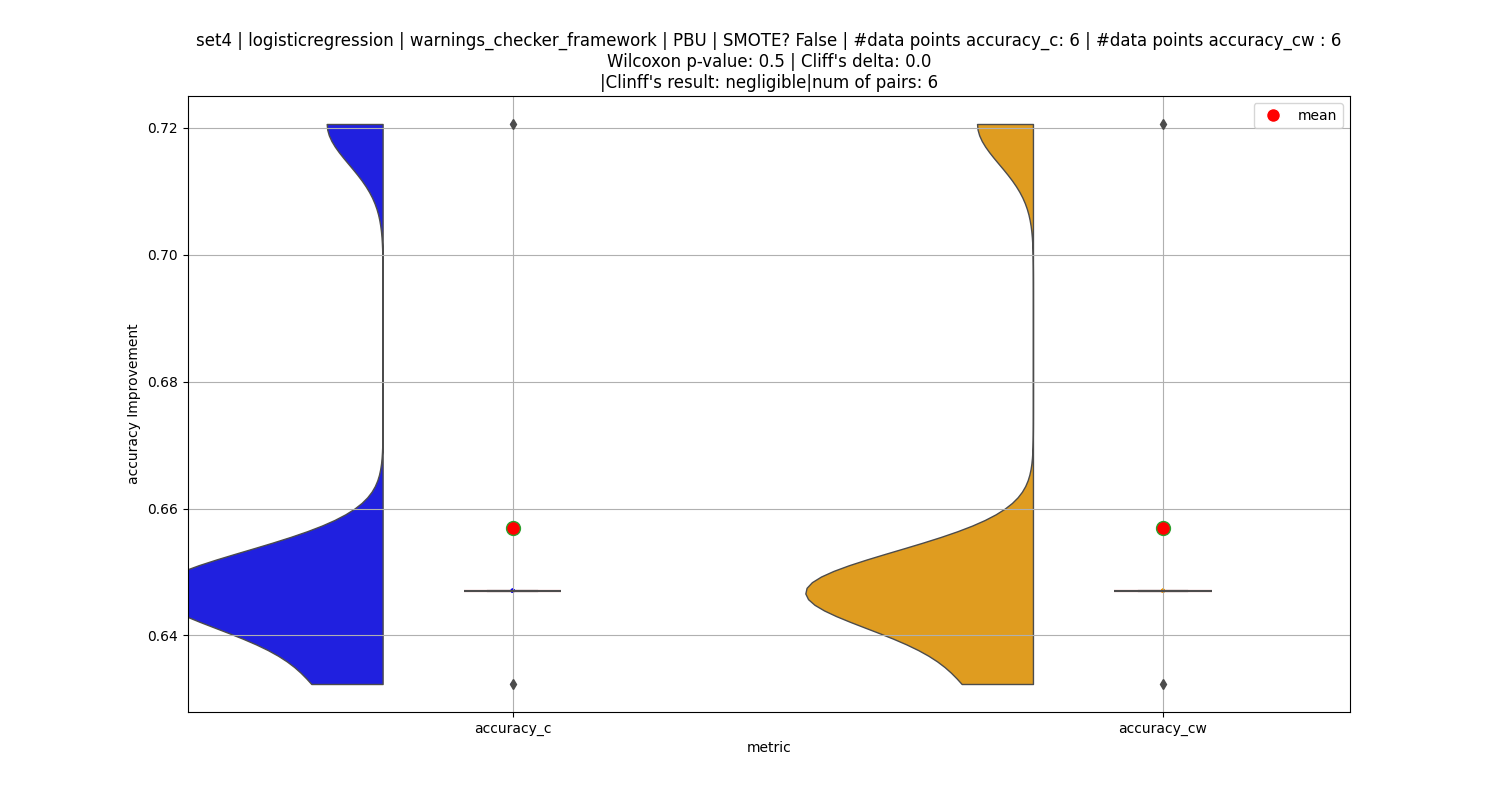 set4 | logisticregression | warnings_checker_framework | PBU | SMOTE? False | #data points accuracy_c: 6 | #data points accuracy_cw : 6
Wilcoxon p-value: 0.5 | Cliff's delta: 0.0
|Clinff's result: negligible|num of pairs: 6
mean
0.72
0.70
0.68
0.66
0.64
accuracy Improvement
accuracy_c
accuracy_cw
metric